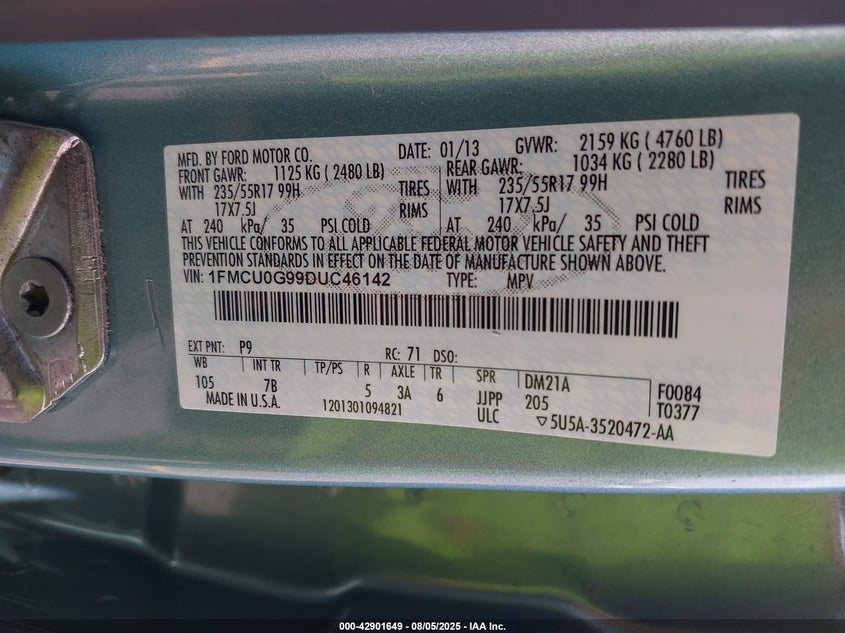 MFD. BY FORD MOTOR CO. DATE: 01/13 GVWR: 2159 KG ( 4760 LB)
FRONT GAWR: 1125 KG ( 2480 LB) REAR GAWR: 1034 KG ( 2280 LB)
WITH 235/55R17 99H TIRES WITH 235/55R17 99H TIRES
17X7.5J RIMS 17X7.5J RIMS
AT 240 kPa/ 35 PSI COLD AT 240 kPa/ 35 PSI COLD
THIS VEHICLE CONFORMS TO ALL APPLICABLE FEDERAL MOTOR VEHICLE SAFETY AND THEFT
PREVENTION STANDARDS IN EFFECT ON THE DATE OF MANUFACTURE SHOWN ABOVE.
VIN: 1FMCU0G99DUC46142 TYPE: MPV
EXT PNT: P9 RC: 71 DSO:
WB INT TR TP/PS R AXLE TR SPR DM21A F0084
105 7B 5 3A 6 JJPP 205 T0377
MADE IN U.S.A. 1201301094821 ULC ▽5U5A-3520472-AA
000-42901649 - 08/05/2025 - IAA Inc.